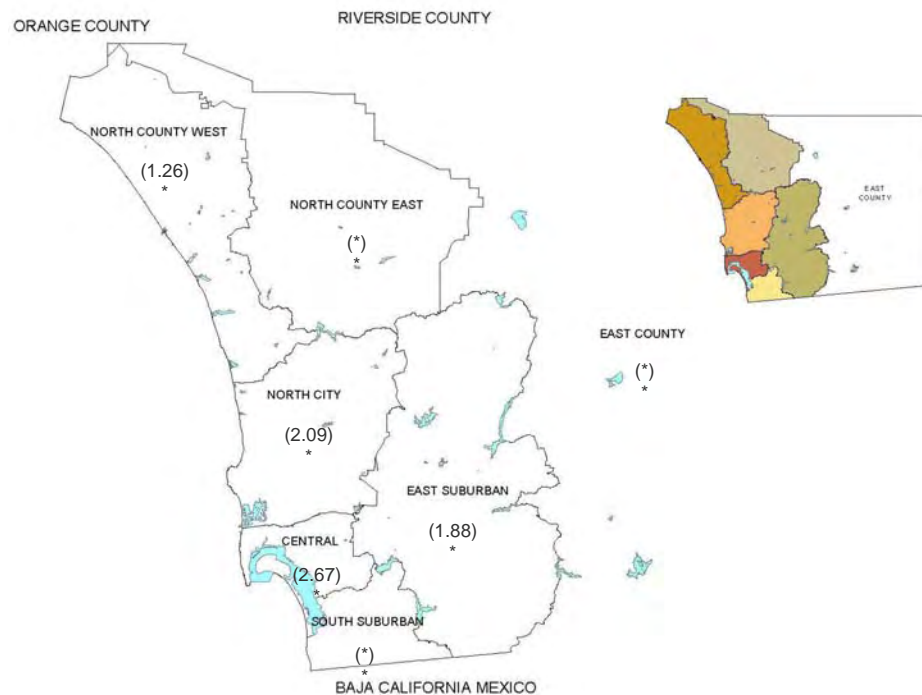 RIVERSIDE COUNTY
ORANGE COUNTY
NORTH COUNTY WEST
(1.26)
*
NORTH COUNTY EAST
(*)
*
EAST
COUNTY
EAST COUNTY
(*)
*
NORTH CITY
(2.09)
*
EAST SUBURBAN
(1.88)
*
CENTRAL
(2.67)
*
SOUTH SUBURBAN
(*)
*
BAJA CALIFORNIA MEXICO